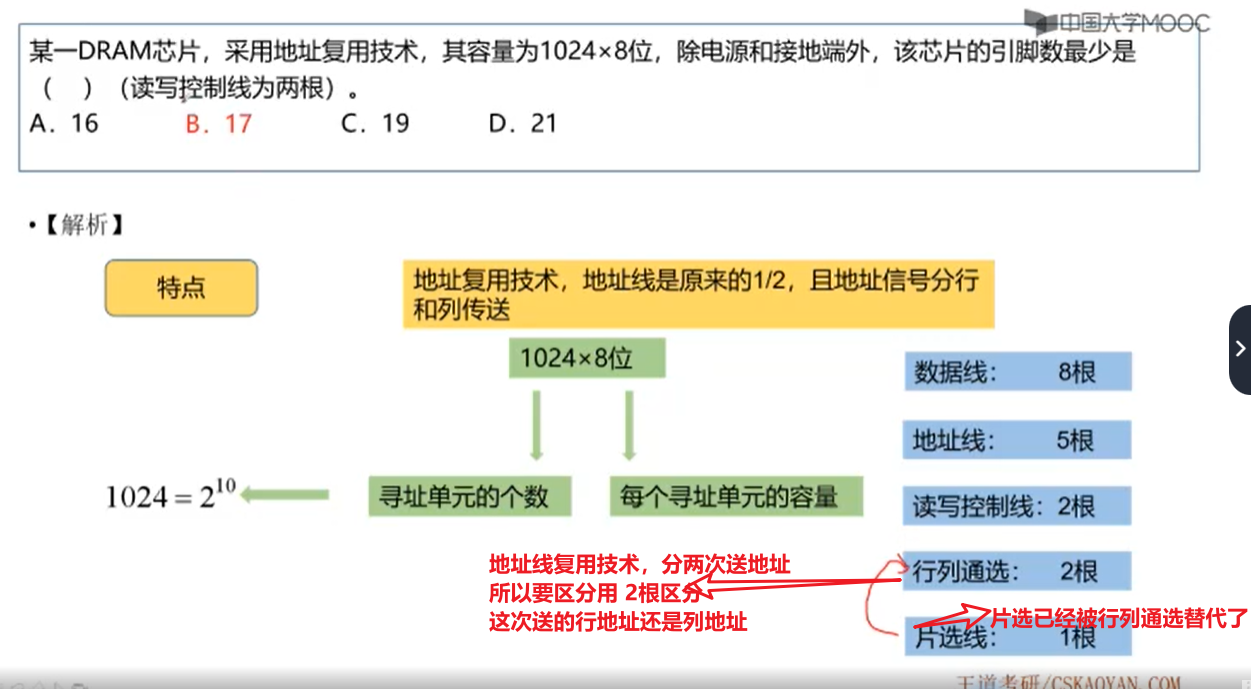 中国大学MOOC
某一DRAM芯片，采用地址复用技术，其容量为1024×8位，除电源和接地端外，该芯片的引脚数最少是
（ ）（读写控制线为两根）。
A．16 B．17 C．19 D．21
•【解析】
特点
地址复用技术，地址线是原来的1/2，且地址信号分行
和列传送
1024×8位
数据线： 8根
地址线： 5根
1024 = 2^10
寻址单元的个数
每个寻址单元的容量
读写控制线：2根
地址线复用技术，分两次送地址
所以要区分用 2根区分
这次送的行地址还是列地址
行列通选： 2根
片选已经被行列通选替代了
片选线： 1根
王道考研/CSKAOYAN.COM